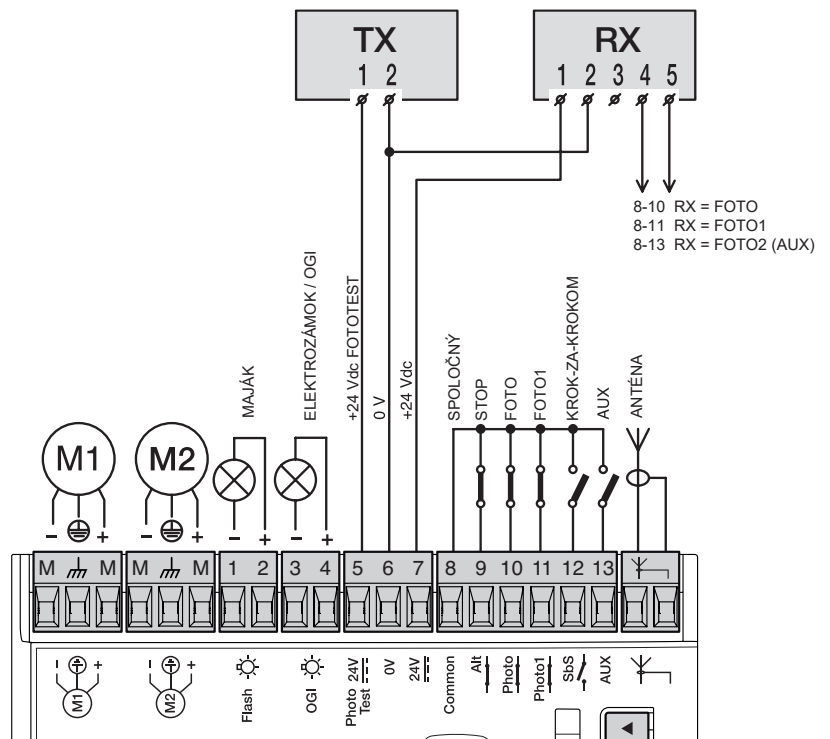 TX
1 2
RX
1 2 3 4 5
8-10 RX = FOTO
8-11 RX = FOTO1
8-13 RX = FOTO2 (AUX)
MAJÁK
ELEKTROZÁMOK / OGI
+24 Vdc FOTOTEST
0 V
+24 Vdc
SPOLOČNÝ
STOP
FOTO
FOTO1
KROK-ZA-KROKOM
AUX
ANTÉNA
M1
M2
- +
- +
- +
- +
M M M M 1 2 3 4 5 6 7 8 9 10 11 12 13
- +
M1
- +
M2
Flash
OGI
Photo 24V
Test
0V
24V
Common
Alt
Photo
Photo1
SbS
AUX